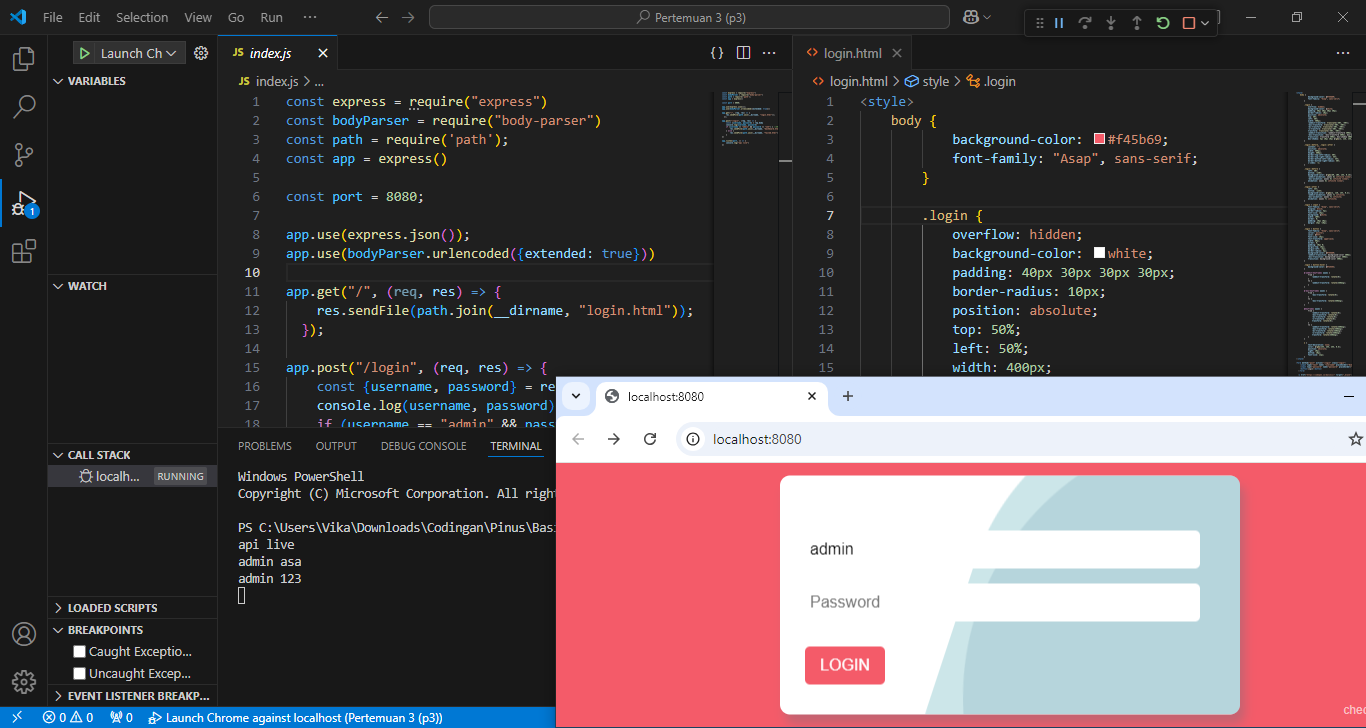 File Edit Selection View Go Run ··· Pertemuan 3 (p3)
Launch Ch
VARIABLES
WATCH
CALL STACK
localh... RUNNING
LOADED SCRIPTS
BREAKPOINTS
Caught Exceptio...
Uncaught Excep...
EVENT LISTENER BREAKP...
1
JS index.js
JS index.js > ...
1 const express = require("express")
2 const bodyParser = require("body-parser")
3 const path = require('path');
4 const app = express()
5
6 const port = 8080;
7
8 app.use(express.json());
9 app.use(bodyParser.urlencoded({extended: true}))
10
11 app.get("/", (req, res) => {
12 res.sendFile(path.join(__dirname, "login.html"));
13 });
14
15 app.post("/login", (req, res) => {
16 const {username, password} = re
17 console.log(username, password)
18 if (username == "admin" && pass
login.html
login.html > style > .login
1 <style>
2 body {
3 background-color: #f45b69;
4 font-family: "Asap", sans-serif;
5 }
6
7 .login {
8 overflow: hidden;
9 background-color: white;
10 padding: 40px 30px 30px 30px;
11 border-radius: 10px;
12 position: absolute;
13 top: 50%;
14 left: 50%;
15 width: 400px;
PROBLEMS OUTPUT DEBUG CONSOLE TERMINAL
Windows PowerShell
Copyright (C) Microsoft Corporation. All righ
PS C:\Users\Vika\Downloads\Codingan\Pinus\Bas
api live
admin asa
admin 123
localhost:8080
localhost:8080
admin
Password
LOGIN
chec
0 0 0 Launch Chrome against localhost (Pertemuan 3 (p3))